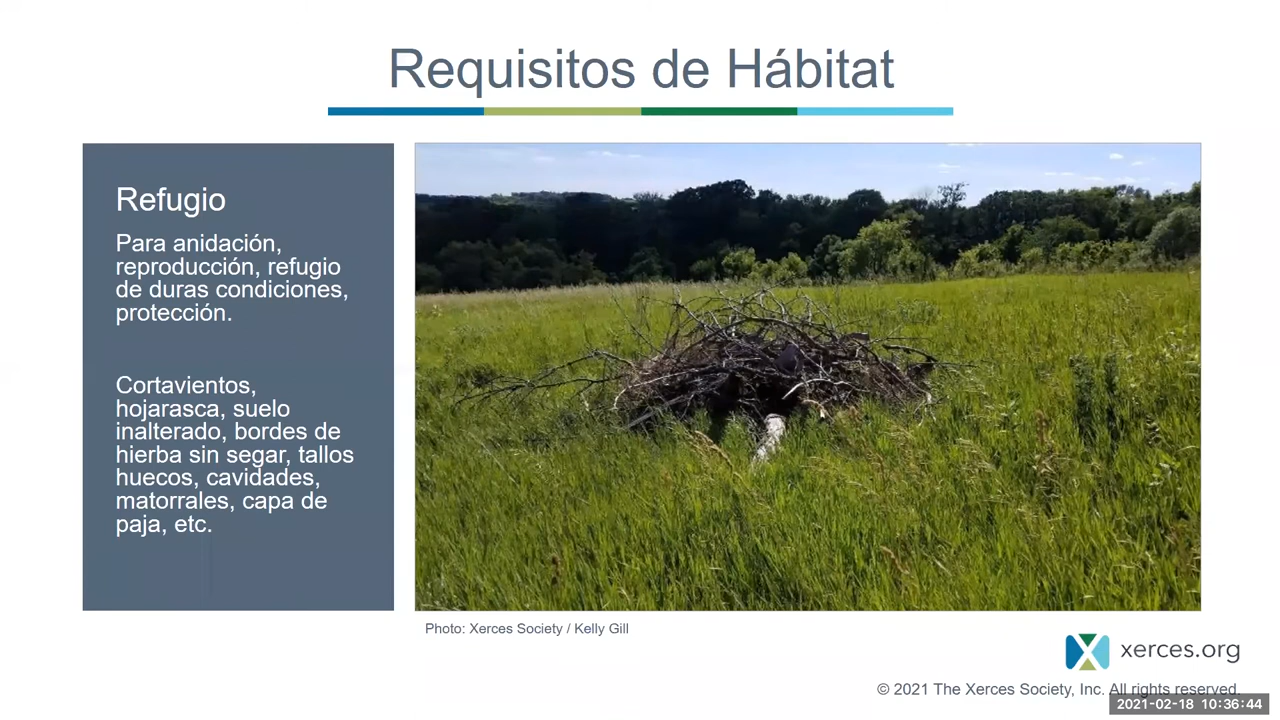 Requisitos de Hábitat
Refugio
Para anidación,
reproducción, refugio
de duras condiciones,
protección.
Cortavientos,
hojarasca, suelo
inalterado, bordes de
hierba sin segar, tallos
huecos, cavidades,
matorrales, capa de
paja, etc.
Photo: Xerces Society / Kelly Gill
xerces.org
© 2021 The Xerces Society, Inc. All rights reserved.
2021-02-18 10:36:44